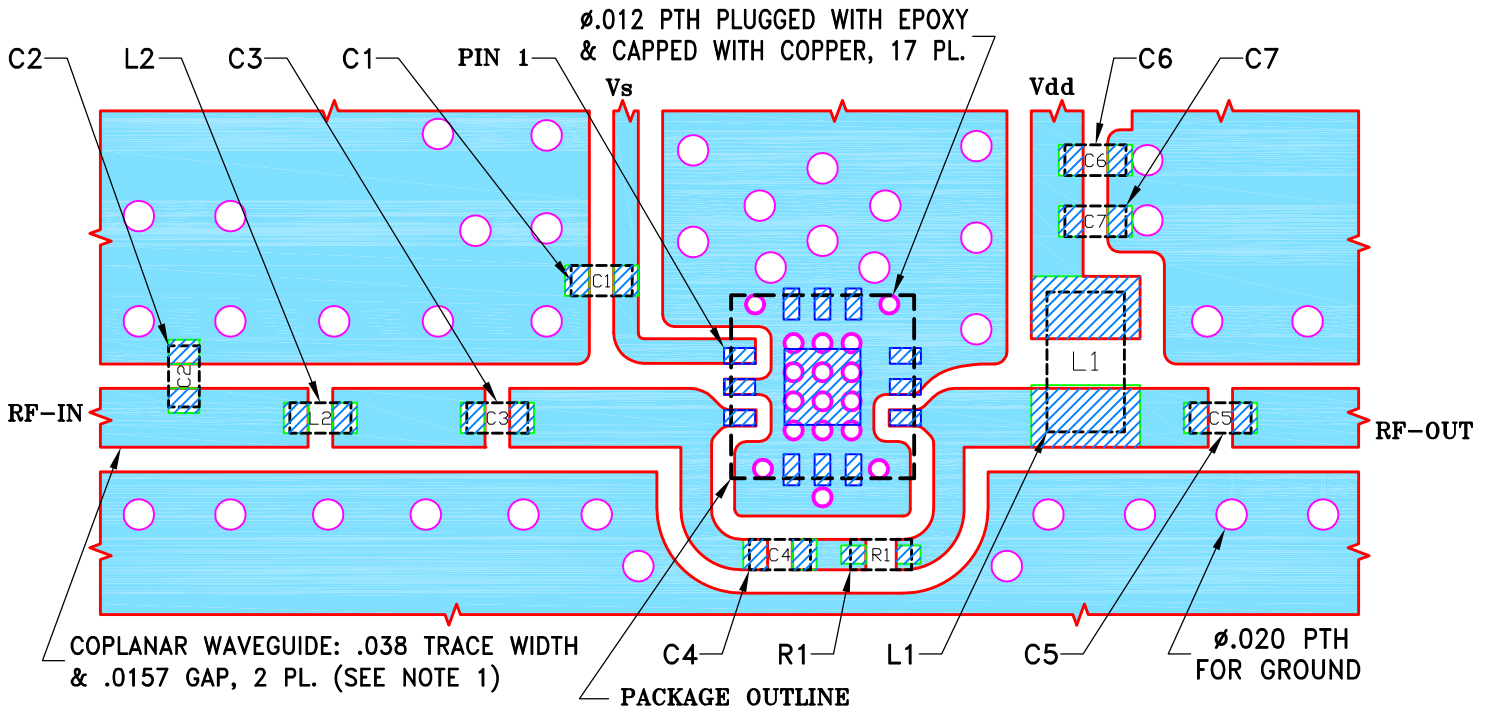 ø.012 PTH PLUGGED WITH EPOXY
& CAPPED WITH COPPER, 17 PL.
C2
L2
C3
C1
PIN 1
C6
C7
Vs
Vdd
C6
C7
C1
C2
L1
RF-IN
L2
C3
C5
RF-OUT
C4
R1
COPLANAR WAVEGUIDE: .038 TRACE WIDTH
& .0157 GAP, 2 PL. (SEE NOTE 1)
C4
R1
L1
C5
ø.020 PTH
FOR GROUND
PACKAGE OUTLINE